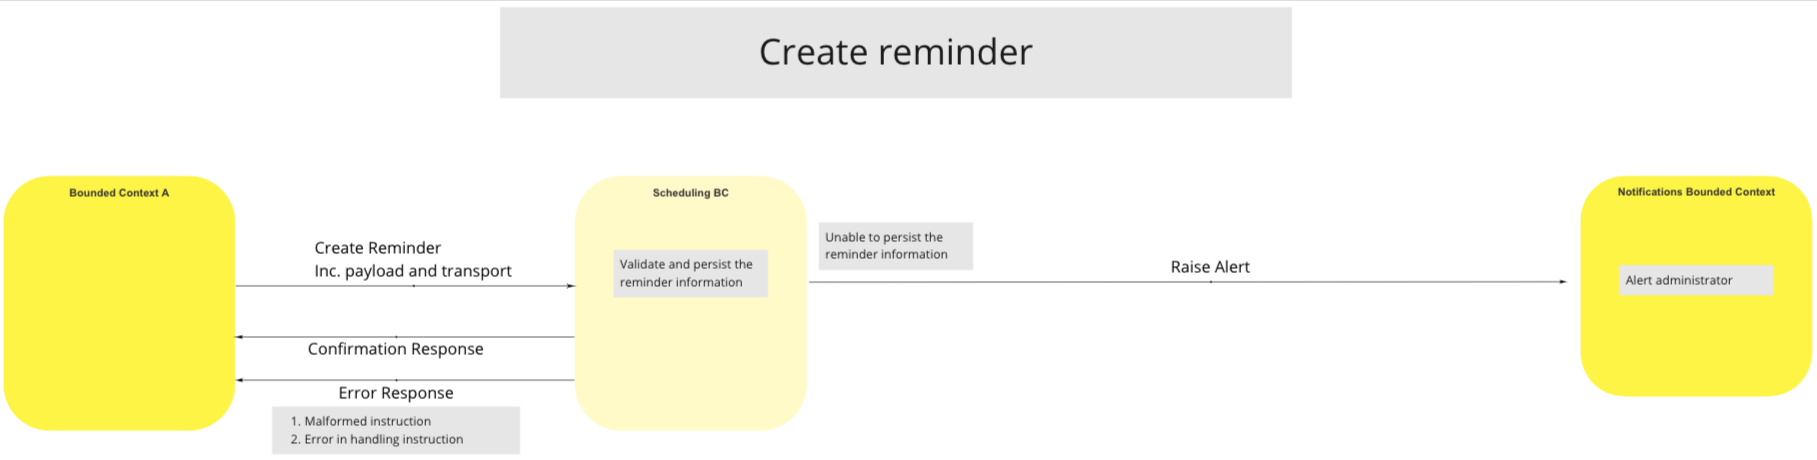 Create reminder
Bounded Context A
Scheduling BC
Notifications Bounded Context
Create Reminder
Inc. payload and transport
Validate and persist the
reminder information
Unable to persist the
reminder information
Raise Alert
Alert administrator
Confirmation Response
Error Response
1. Malformed instruction
2. Error in handling instruction